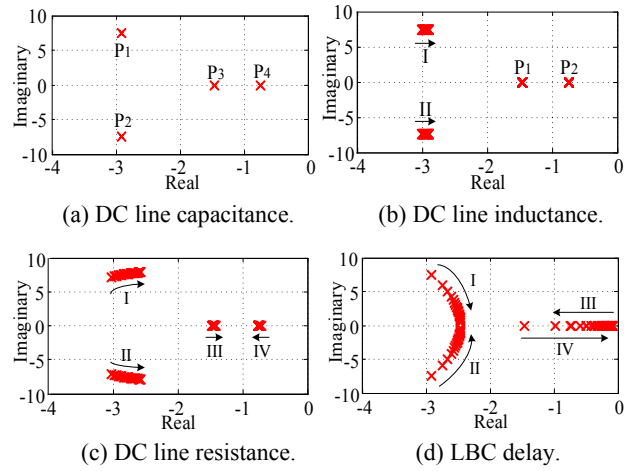 10
5
0
-5
-10
Imaginary
P1
P2
P3
P4
-4
-3
-2
-1
0
Real
(a) DC line capacitance.
10
5
0
-5
-10
Imaginary
I
II
P1
P2
-4
-3
-2
-1
0
Real
(b) DC line inductance.
10
5
0
-5
-10
Imaginary
I
II
III
IV
-4
-3
-2
-1
0
Real
(c) DC line resistance.
10
5
0
-5
-10
Imaginary
I
II
III
IV
-4
-3
-2
-1
0
Real
(d) LBC delay.